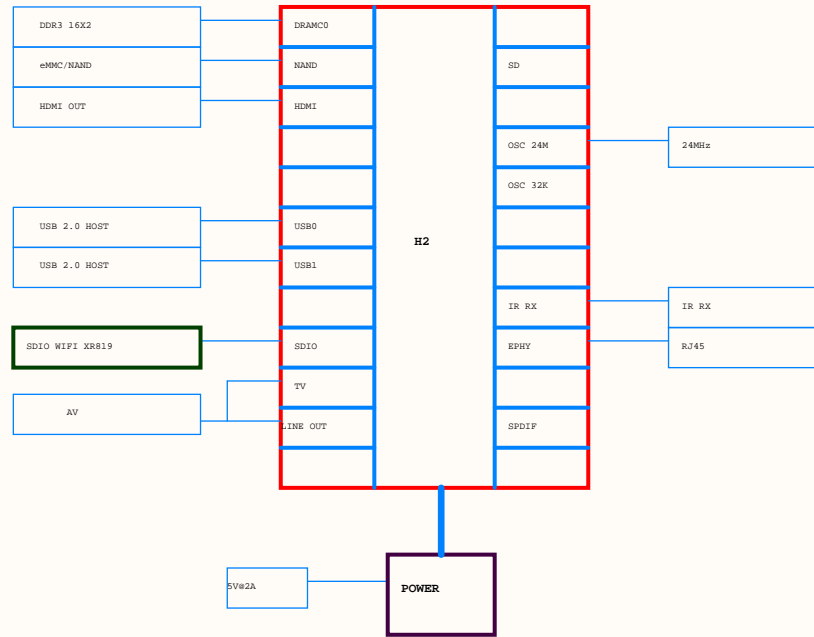 DDR3 16X2
DRAMC0
eMMC/NAND
NAND
SD
HDMI OUT
HDMI
OSC 24M
24MHz
OSC 32K
USB 2.0 HOST
USB0
H2
USB 2.0 HOST
USB1
IR RX
IR RX
SDIO WIFI XR819
SDIO
EPHY
RJ45
TV
AV
LINE OUT
SPDIF
5V@2A
POWER